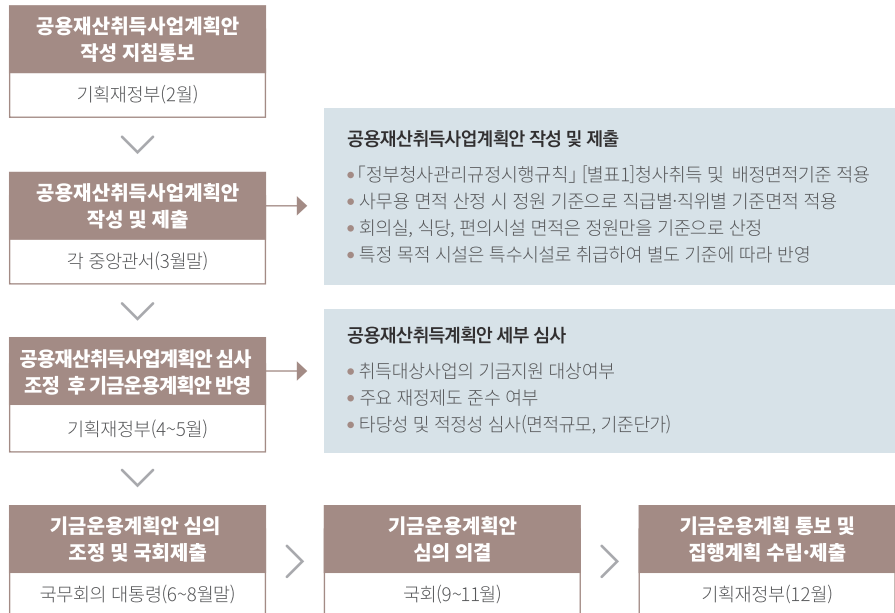 공용재산취득사업계획안
작성 지침통보
기획재정부(2월)
공용재산취득사업계획안
작성 및 제출
각 중앙관서(3월말)
공용재산취득사업계획안 작성 및 제출
•「정부청사관리규정시행규칙」 [별표1]청사취득 및 배정면적기준 적용
• 사무용 면적 산정 시 정원 기준으로 직급별·직위별 기준면적 적용
• 회의실, 식당, 편의시설 면적은 정원만을 기준으로 산정
• 특정 목적 시설은 특수시설로 취급하여 별도 기준에 따라 반영
공용재산취득사업계획안 심사
조정 후 기금운용계획안 반영
기획재정부(4~5월)
공용재산취득계획안 세부 심사
• 취득대상사업의 기금지원 대상여부
• 주요 재정제도 준수 여부
• 타당성 및 적정성 심사(면적규모, 기준단가)
기금운용계획안 심의
조정 및 국회제출
국무회의 대통령(6~8월말)
기금운용계획안
심의 의결
국회(9~11월)
기금운용계획 통보 및
집행계획 수립·제출
기획재정부(12월)